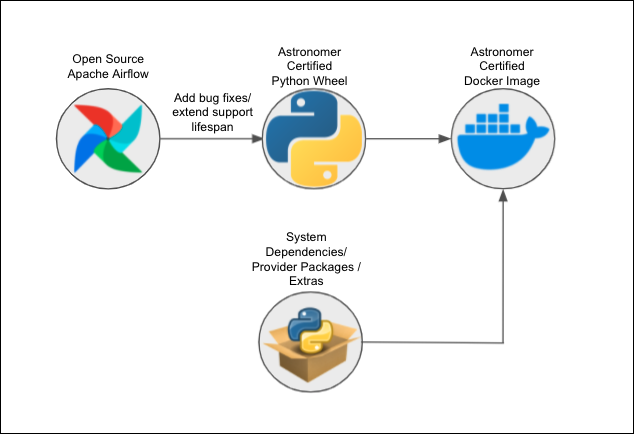 Open Source
Apache Airflow
Add bug fixes/
extend support
lifespan
Astronomer
Certified
Python Wheel
Astronomer
Certified
Docker Image
System
Dependencies/
Provider Packages /
Extras